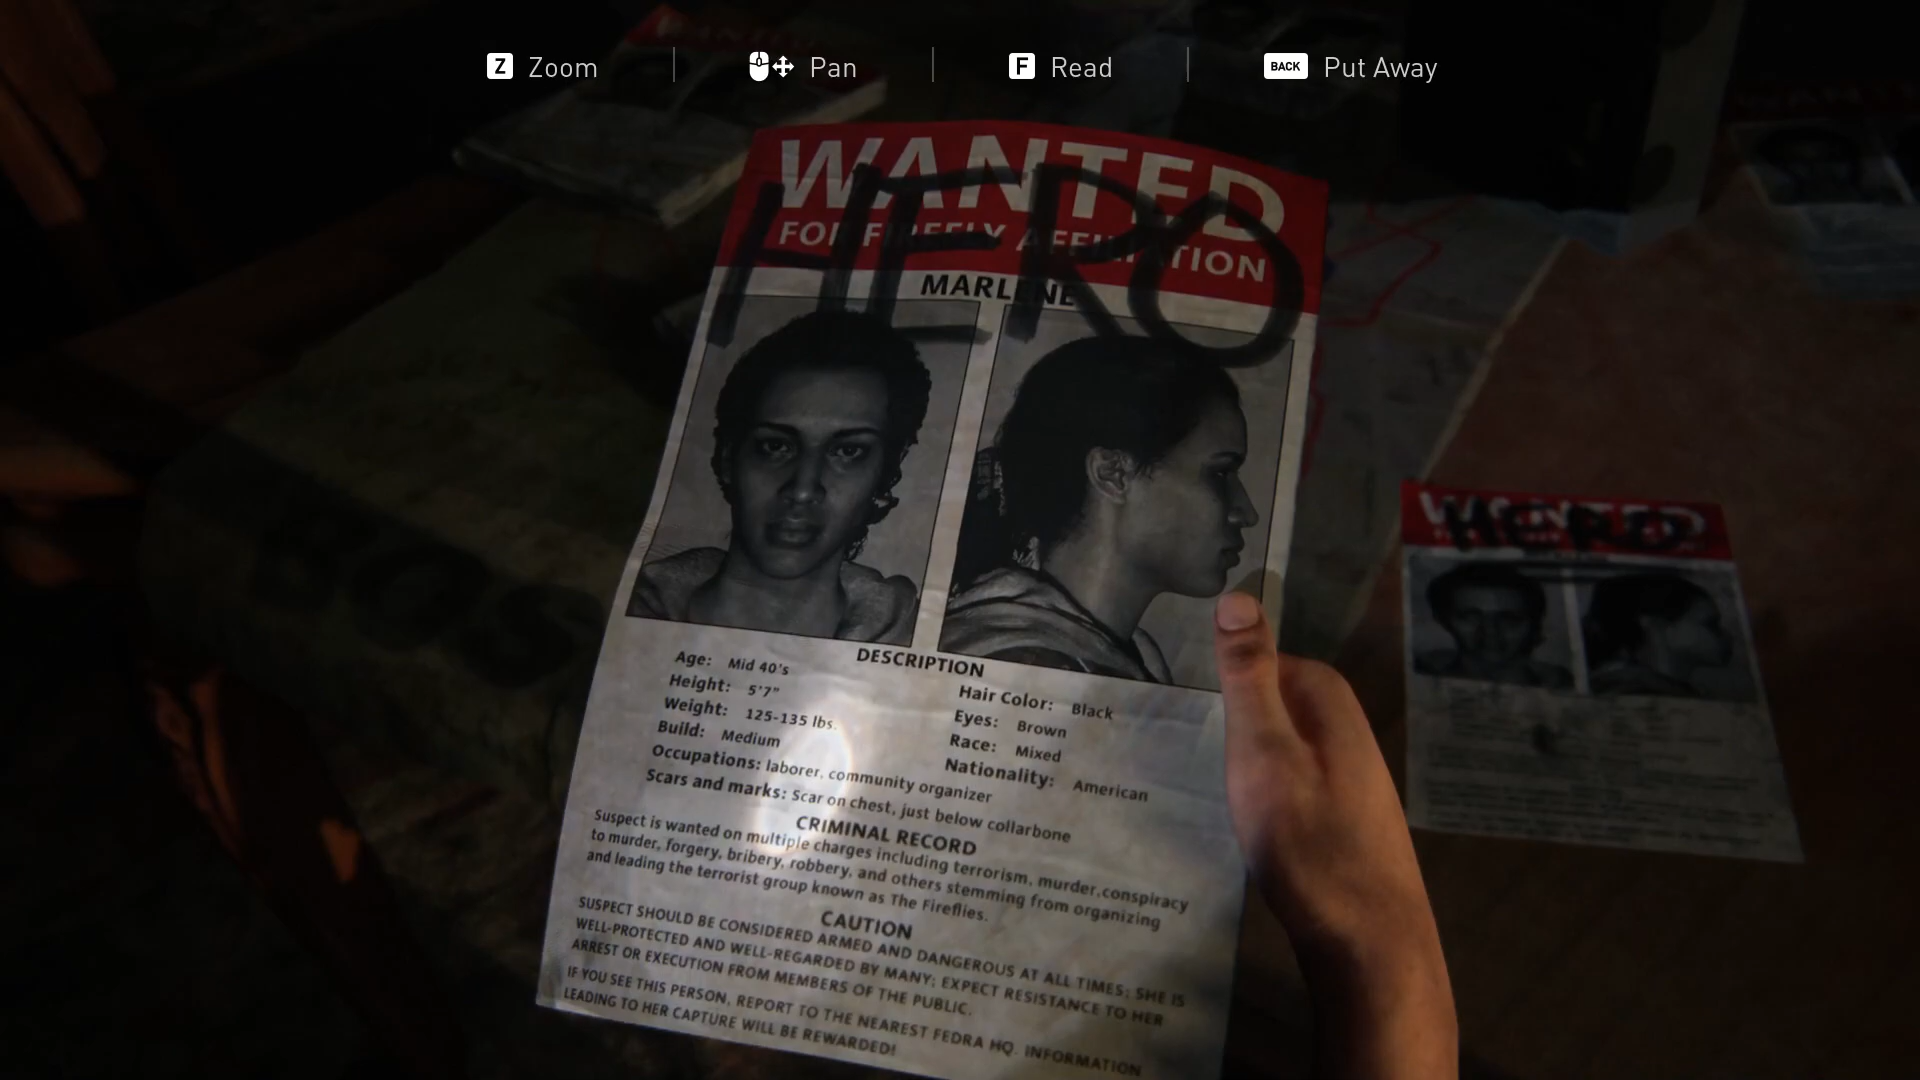 Z Zoom
Pan
F Read
BACK Put Away
WANTED
FOR FIREFLY AFFILIATION
HERO
MARLENE
DESCRIPTION
Age: Mid 40's
Height: 5'7"
Weight: 125-135 lbs.
Build: Medium
Hair Color: Black
Eyes: Brown
Race: Mixed
Nationality: American
Occupations: laborer, community organizer
Scars and marks: Scar on chest, just below collarbone
CRIMINAL RECORD
Suspect is wanted on multiple charges including terrorism, murder,conspiracy
to murder, forgery, bribery, robbery, and others stemming from organizing
and leading the terrorist group known as The Fireflies.
CAUTION
SUSPECT SHOULD BE CONSIDERED ARMED AND DANGEROUS AT ALL TIMES; SHE IS
WELL-PROTECTED AND WELL-REGARDED BY MANY; EXPECT RESISTANCE TO HER
ARREST OR EXECUTION FROM MEMBERS OF THE PUBLIC.
IF YOU SEE THIS PERSON, REPORT TO THE NEAREST FEDRA HQ. INFORMATION
LEADING TO HER CAPTURE WILL BE REWARDED!
WANTED
HERO